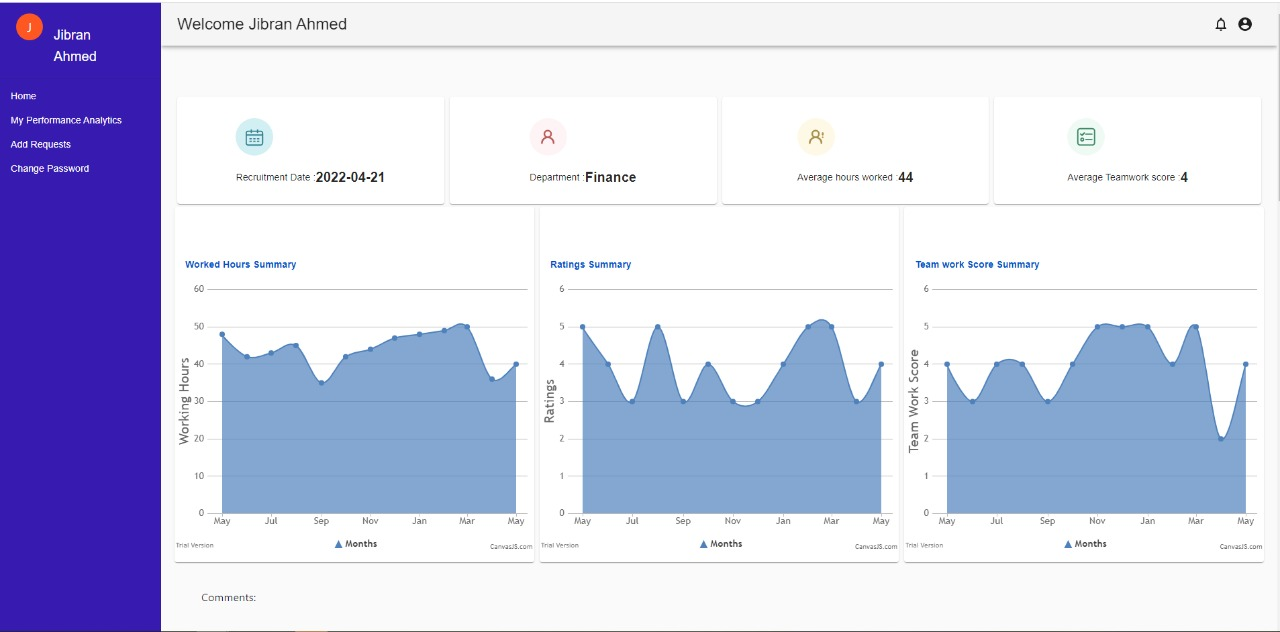 J
Jibran
Ahmed
Welcome Jibran Ahmed
Home
My Performance Analytics
Add Requests
Change Password
Recruitment Date :2022-04-21
Department :Finance
Average hours worked :44
Average Teamwork score :4
Worked Hours Summary
60
50
40
30
20
10
0
Working Hours
May Jul Sep Nov Jan Mar May
Months
Trial Version
CanvasJS.com
Ratings Summary
6
5
4
3
2
1
0
Ratings
May Jul Sep Nov Jan Mar May
Months
Trial Version
CanvasJS.com
Team work Score Summary
6
5
4
3
2
1
0
Team Work Score
May Jul Sep Nov Jan Mar May
Months
Trial Version
CanvasJS.com
Comments: